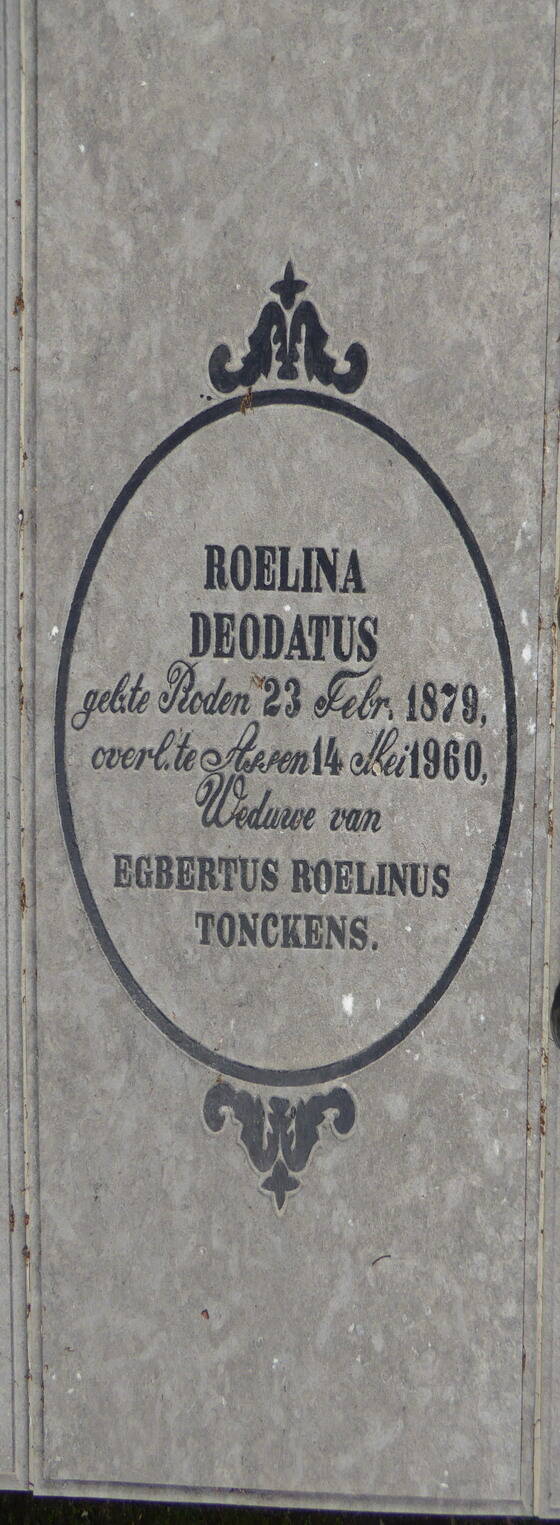 ROELINA
DEODATUS
geb: te Roden 23 Febr. 1879,
overl. te Assen 14 Mei 1960,
Weduwe van
EGBERTUS ROELINUS
TONCKENS.